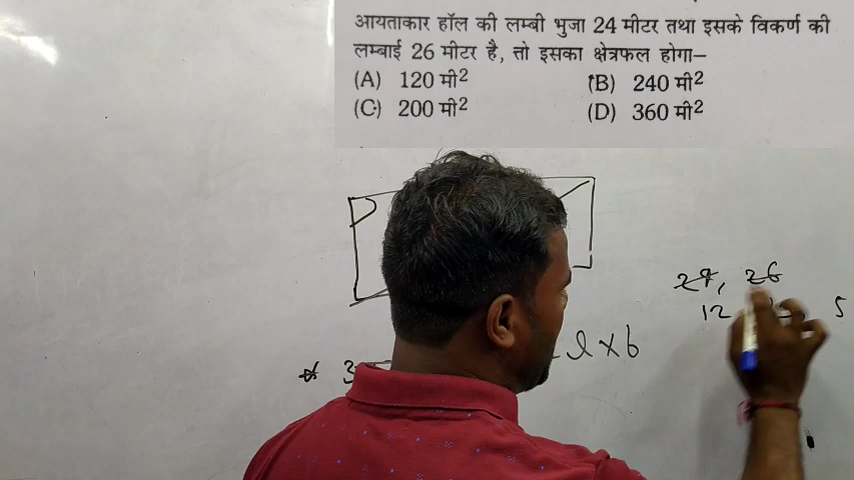 आयताकार हॉल की लम्बी भुजा 24 मीटर तथा इसके विकर्ण की
लम्बाई 26 मीटर है, तो इसका क्षेत्रफल होगा–
(A) 120 मी² (B) 240 मी²
(C) 200 मी² (D) 360 मी²
24, 26
12 5
* 3 l × b